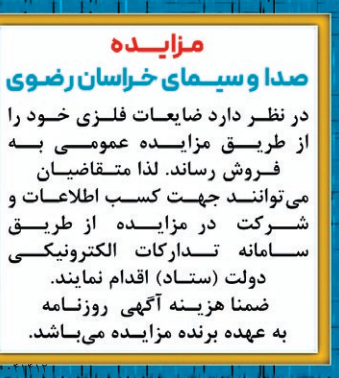 مزایده
صدا و سیمای خراسان رضوی
در نظر دارد ضایعات فلزی خود را
از طریق مزایده عمومی به
فروش رساند. لذا متقاضیان
می‌توانند جهت کسب اطلاعات و
شرکت در مزایده از طریق
سامانه تدارکات الکترونیکی
دولت (ستاد) اقدام نمایند.
ضمنا هزینه آگهی روزنامه
به عهده برنده مزایده می‌باشد.